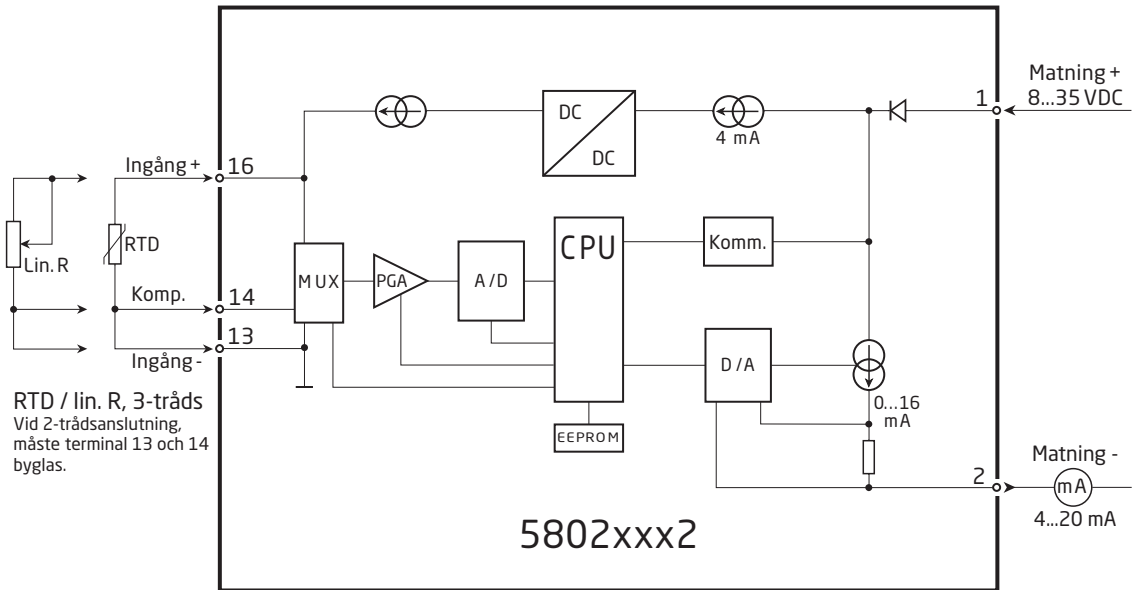 Matning +
8...35 VDC
1
DC
DC
4 mA
Ingång +
16
RTD
Lin. R
Komp.
14
13
Ingång -
MUX
PGA
A/D
CPU
Komm.
D/A
EEPROM
0...16
mA
RTD / lin. R, 3-tråds
Vid 2-trådsanslutning,
måste terminal 13 och 14
byglas.
2
Matning -
mA
4...20 mA
5802xxx2